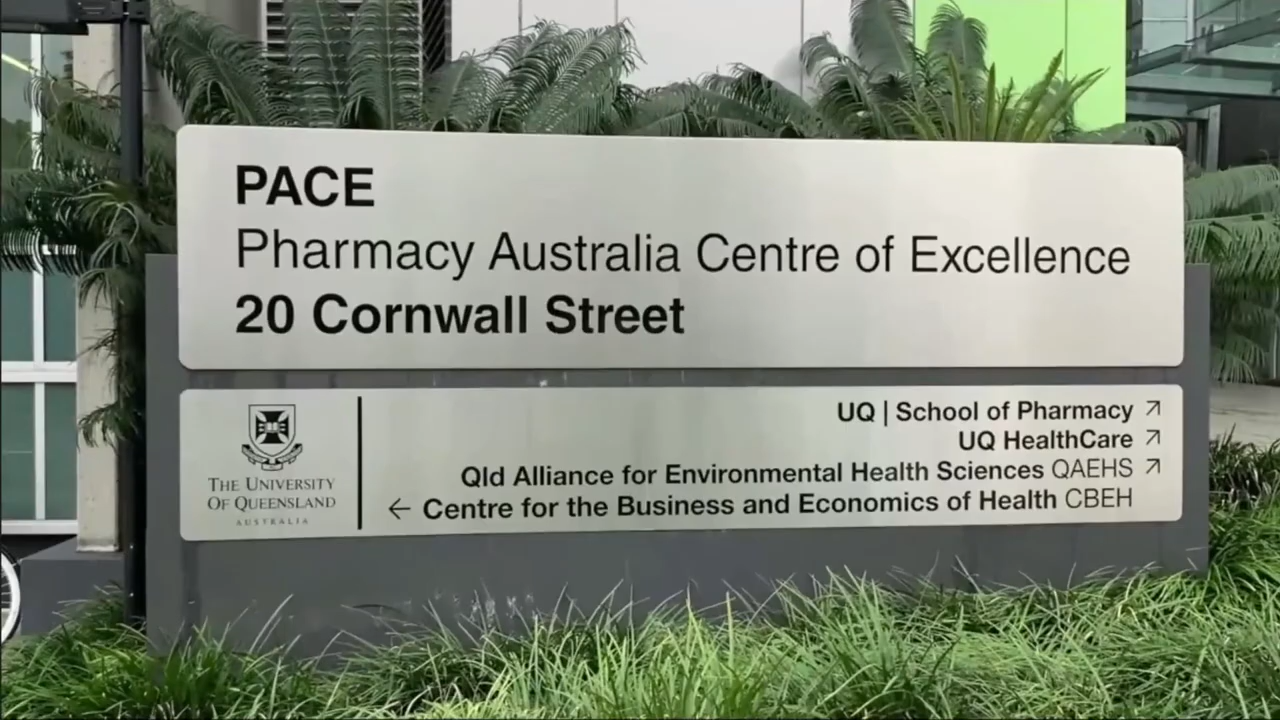 PACE
Pharmacy Australia Centre of Excellence
20 Cornwall Street
THE UNIVERSITY
OF QUEENSLAND
AUSTRALIA
UQ | School of Pharmacy ↗
UQ HealthCare ↗
Qld Alliance for Environmental Health Sciences QAEHS ↗
← Centre for the Business and Economics of Health CBEH